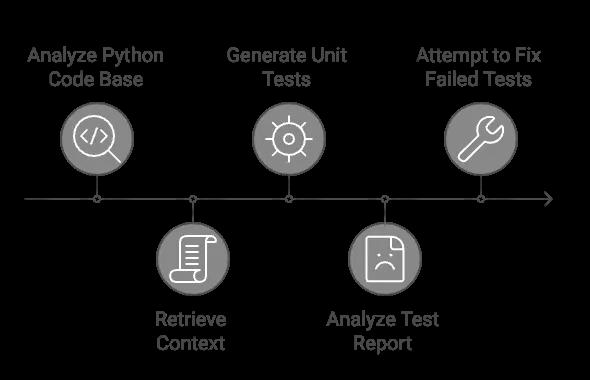 Analyze Python
Code Base
Generate Unit
Tests
Attempt to Fix
Failed Tests
Retrieve
Context
Analyze Test
Report